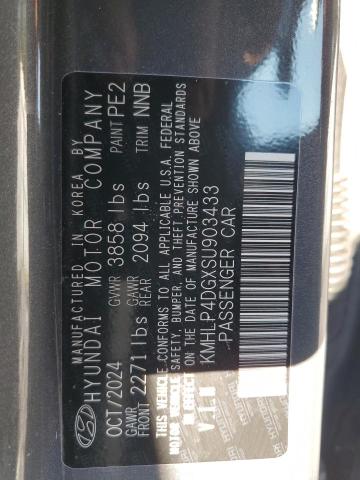 MANUFACTURED IN KOREA BY
HYUNDAI MOTOR COMPANY
OCT/2024 GVWR 3858 lbs PAINT PE2
GAWR FRONT 2271 lbs GAWR REAR 2094 lbs TRIM NNB
THIS VEHICLE CONFORMS TO ALL APPLICABLE U.S.A. FEDERAL
MOTOR VEHICLE SAFETY, BUMPER, AND THEFT PREVENTION STANDARDS
IN EFFECT ON THE DATE OF MANUFACTURE SHOWN ABOVE
V I N KMHLP4DGXSU903433
PASSENGER CAR